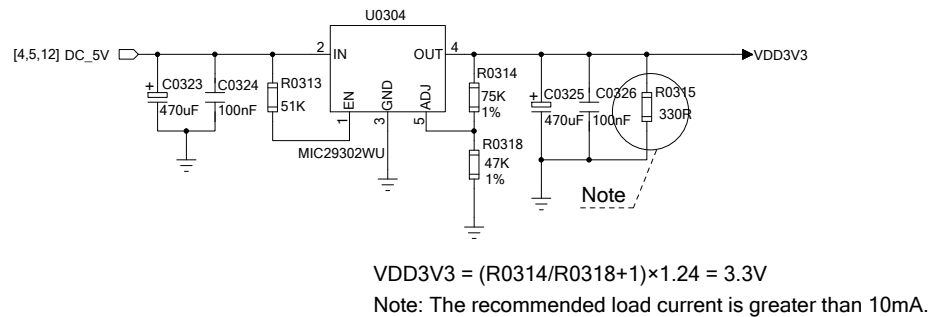 U0304
[4,5,12] DC_5V
2
IN
OUT
4
VDD3V3
+
C0323
470uF
C0324
100nF
R0313
51K
EN
GND
ADJ
1
3
5
MIC29302WU
R0314
75K
1%
R0318
47K
1%
+
C0325
470uF
C0326
100nF
R0315
330R
Note
VDD3V3 = (R0314/R0318+1)×1.24 = 3.3V
Note: The recommended load current is greater than 10mA.